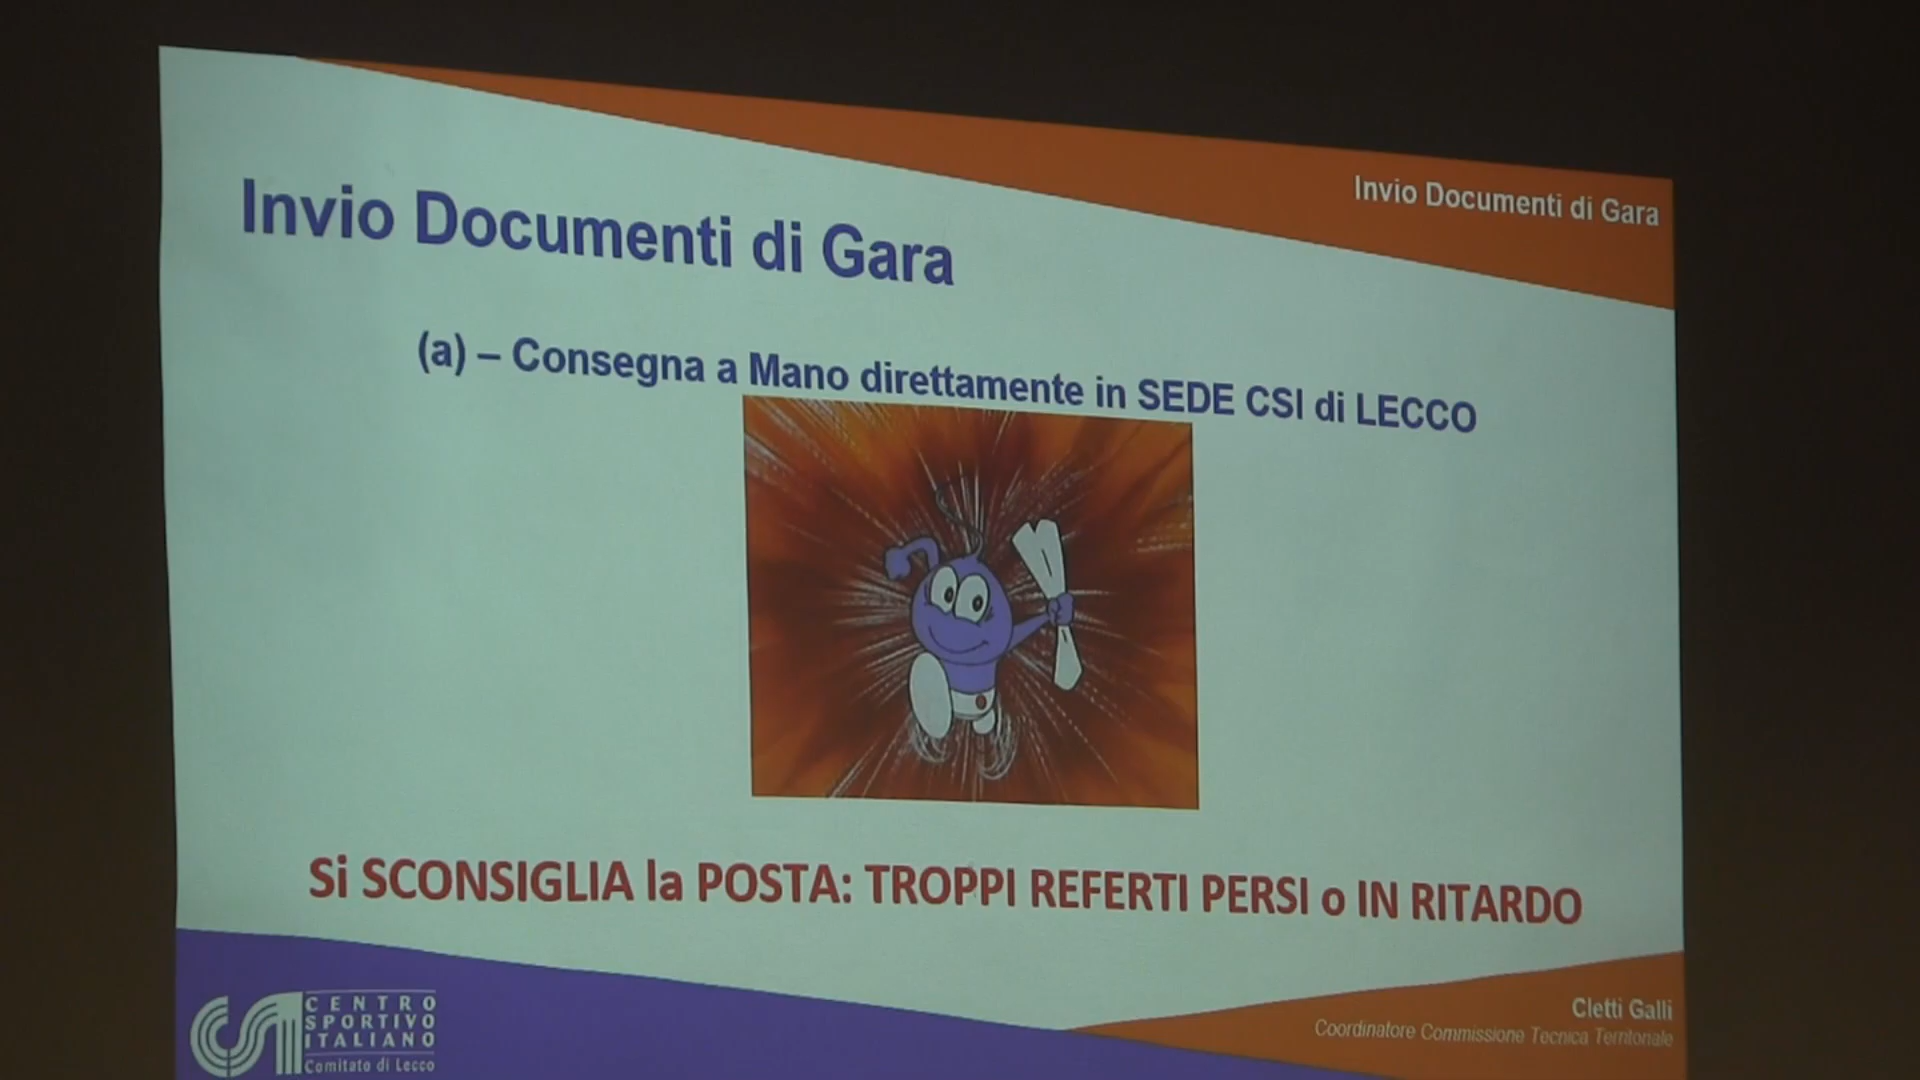 Invio Documenti di Gara
Invio Documenti di Gara
(a) – Consegna a Mano direttamente in SEDE CSI di LECCO
Si SCONSIGLIA la POSTA: TROPPI REFERTI PERSI o IN RITARDO
CENTRO
SPORTIVO
ITALIANO
Comitato di Lecco
Cletti Galli
Coordinatore Commissione Tecnica Territoriale